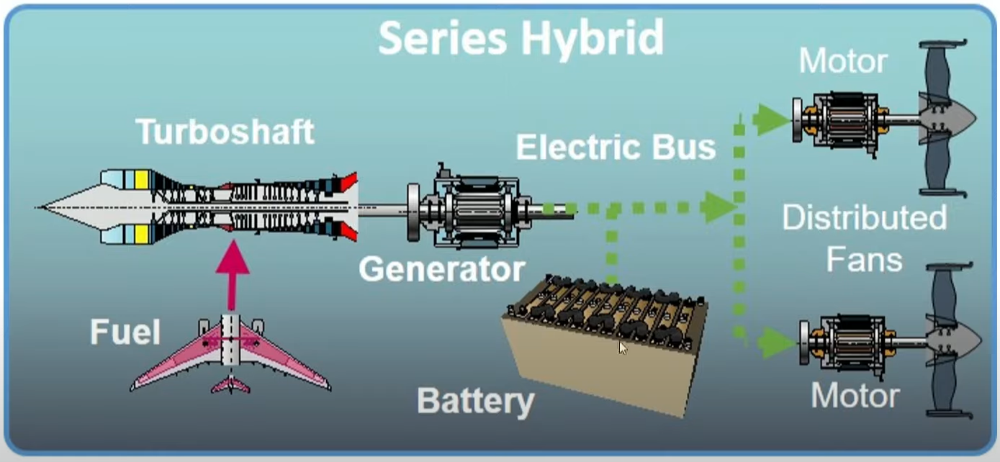 Series Hybrid
Motor
Turboshaft
Electric Bus
Distributed
Fans
Generator
Fuel
Battery
Motor